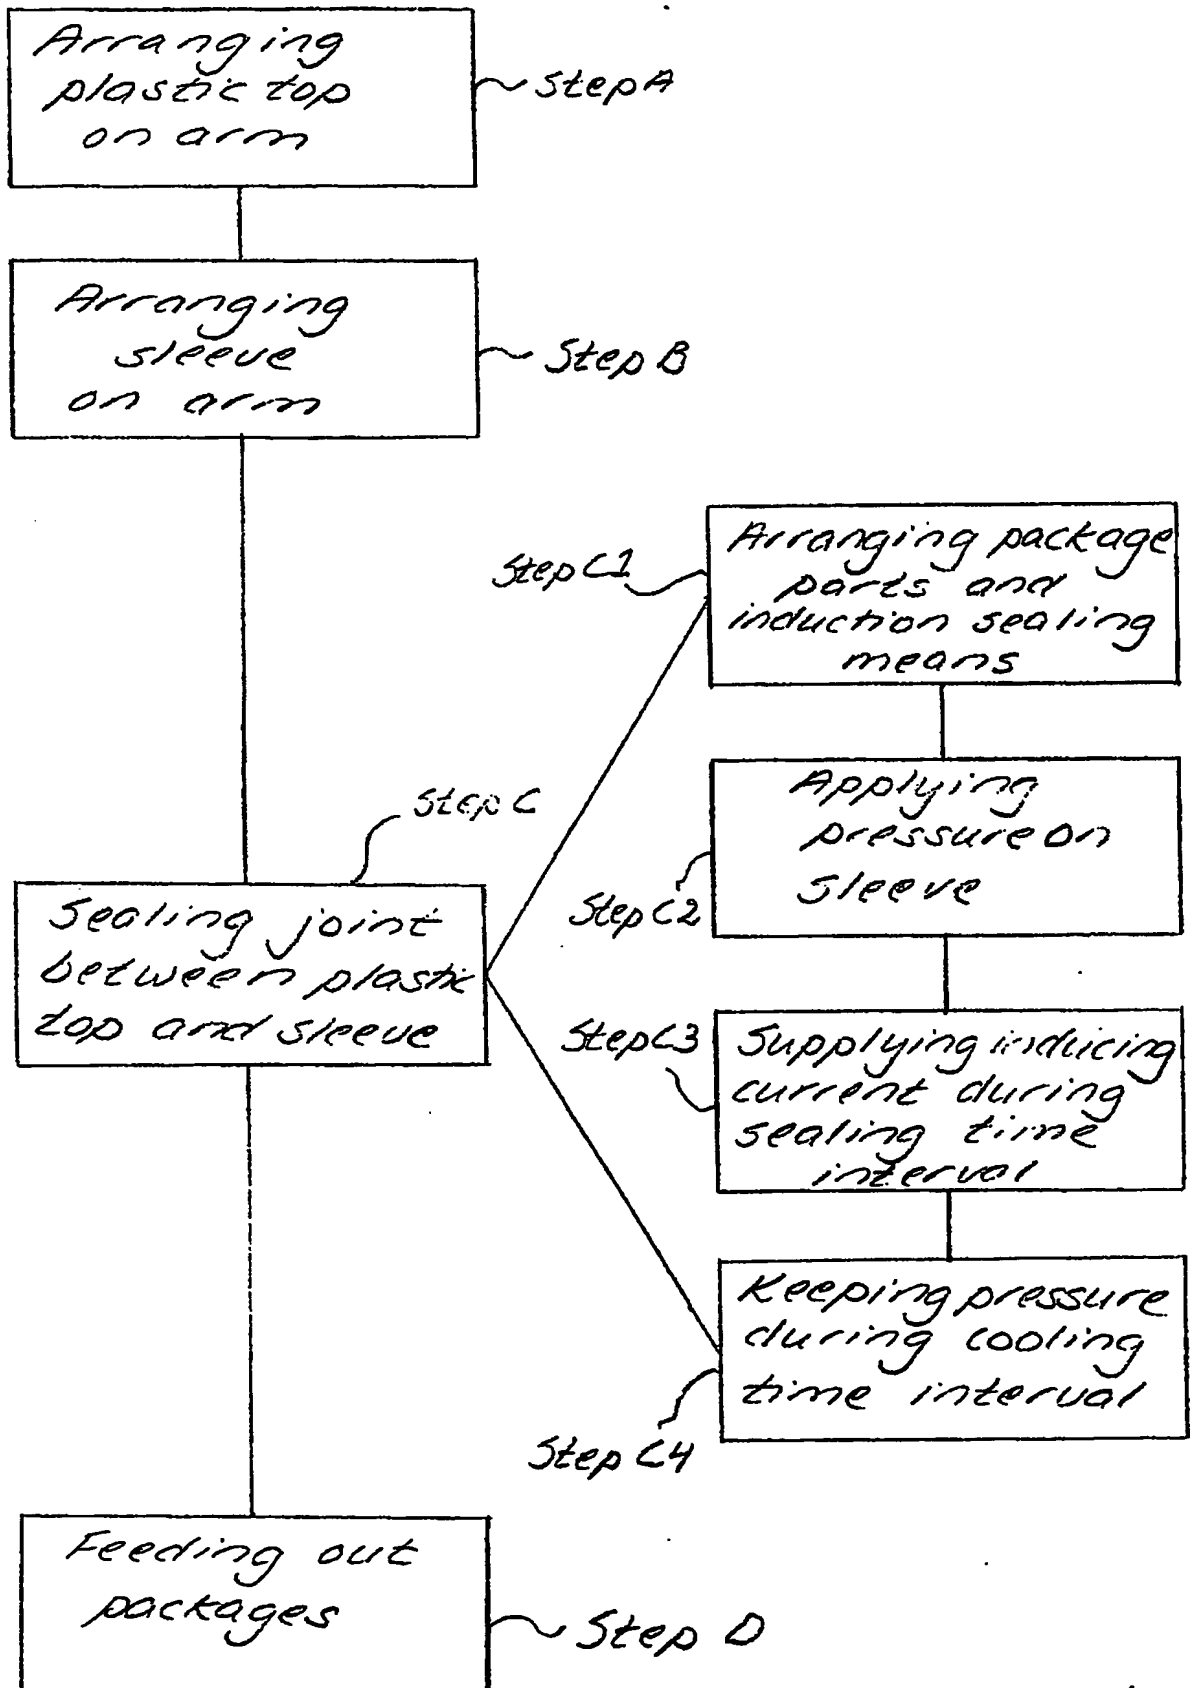 Arranging
plastic top
on arm
Step A
Arranging
sleeve
on arm
Step B
Step C
Sealing joint
between plastic
top and sleeve
Step C1
Arranging package
parts and
induction sealing
means
Applying
pressure on
sleeve
Step C2
Step C3
Supplying inducing
current during
sealing time
interval
Keeping pressure
during cooling
time interval
Step C4
Feeding out
packages
Step D